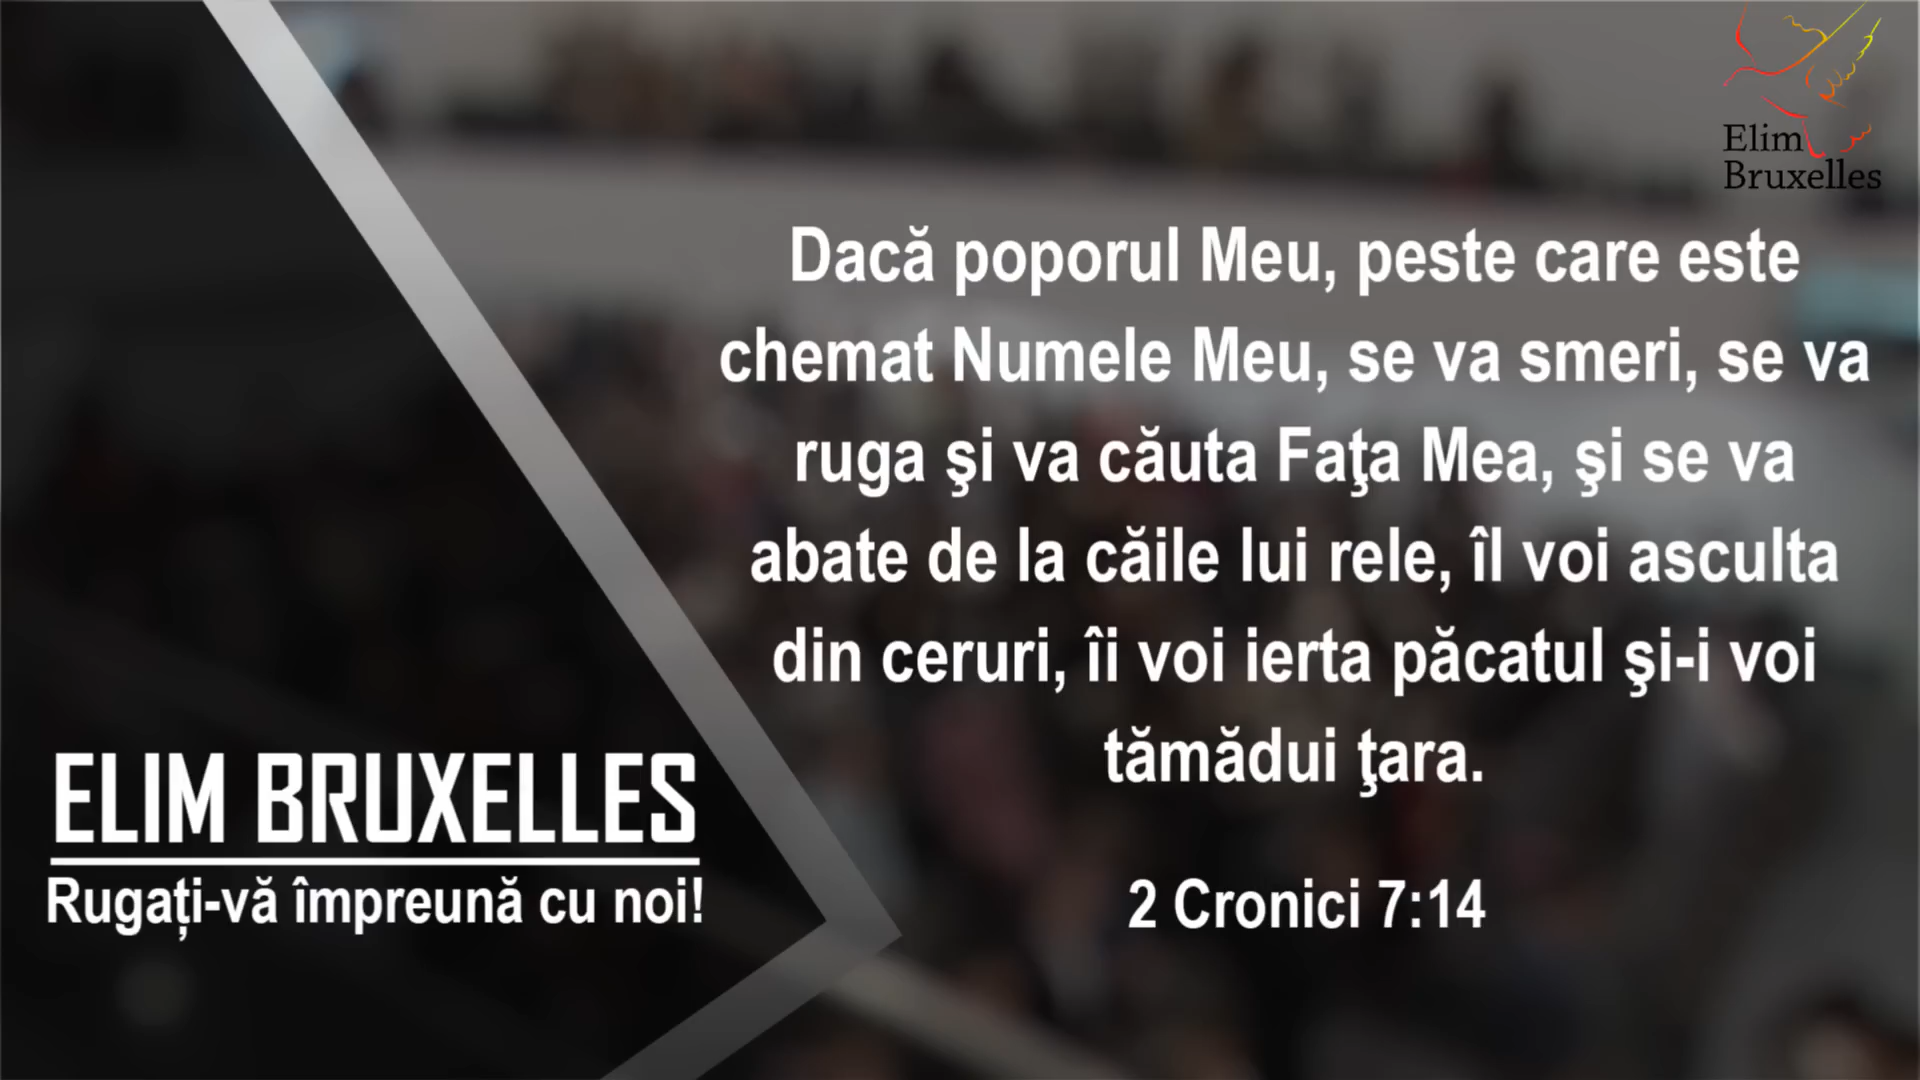 Elim
Bruxelles
Dacă poporul Meu, peste care este
chemat Numele Meu, se va smeri, se va
ruga şi va căuta Faţa Mea, şi se va
abate de la căile lui rele, îl voi asculta
din ceruri, îi voi ierta păcatul şi-i voi
tămădui ţara.
2 Cronici 7:14
ELIM BRUXELLES
Rugați-vă împreună cu noi!